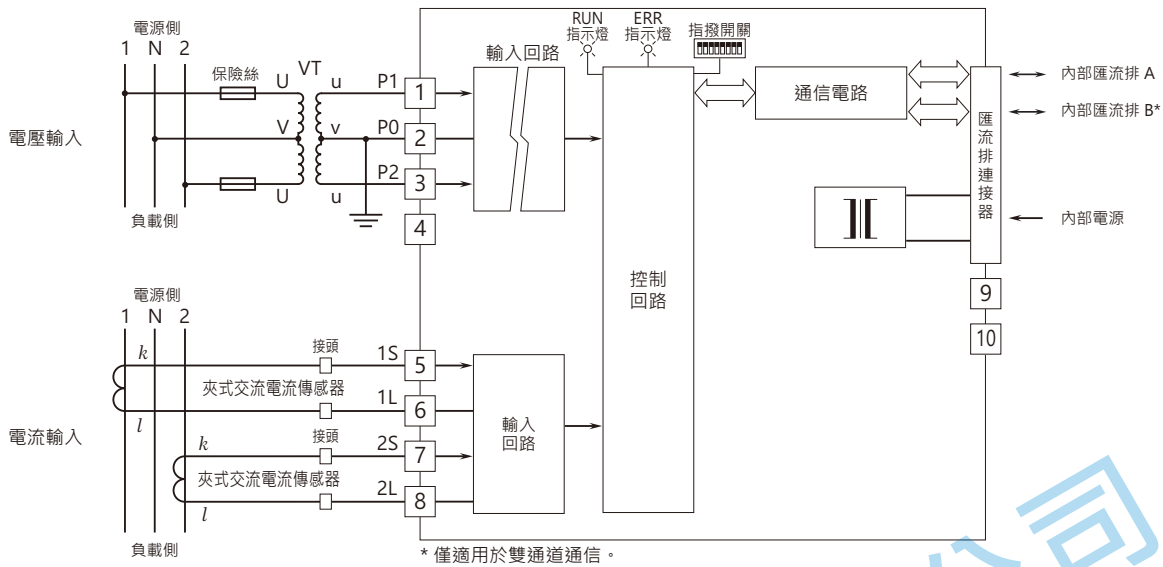 RUN
指示燈
ERR
指示燈
指撥開關
電源側
1 N 2
保險絲
U
VT
u
P1
1
輸入回路
通信電路
內部匯流排 A
內部匯流排 B*
電壓輸入
V
v
P0
2
匯流排連接器
U
u
P2
3
負載側
4
內部電源
控制
回路
9
10
電源側
1 N 2
k
接頭
1S
5
夾式交流電流傳感器
1L
6
l
輸入
回路
電流輸入
k
接頭
2S
7
夾式交流電流傳感器
2L
8
l
負載側
* 僅適用於雙通道通信。
公司